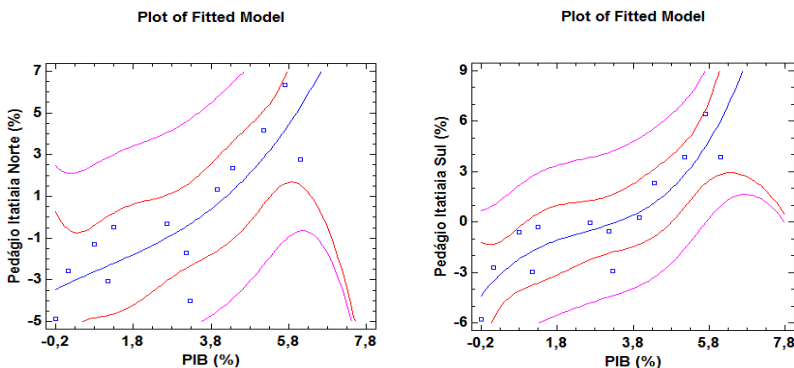 Plot of Fitted Model
Pedágio Itatiaia Norte (%)
7
5
3
1
-1
-3
-5
-0,2 1,8 3,8 5,8 7,8
PIB (%)
Plot of Fitted Model
Pedágio Itatiaia Sul (%)
9
6
3
0
-3
-6
-0,2 1,8 3,8 5,8 7,8
PIB (%)